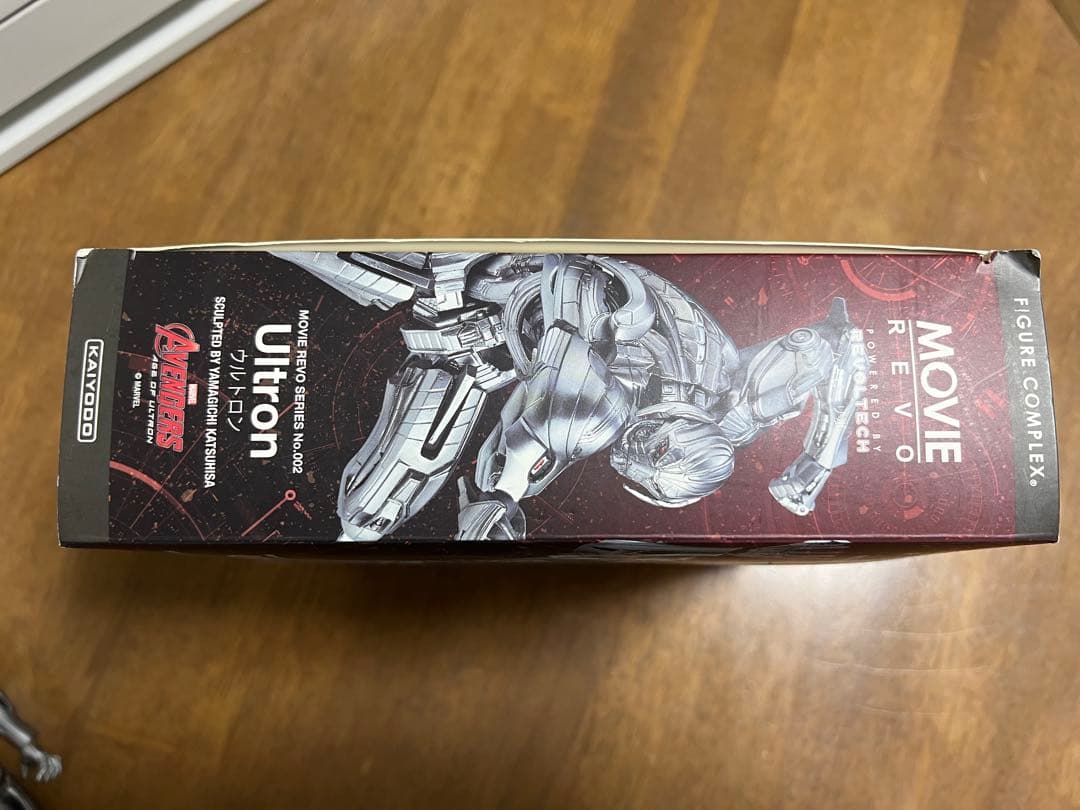 FIGURE COMPLEX®
MOVIE
REVO
POWERED BY
REVOLTECH
MOVIE REVO SERIES No.002
Ultron
ウルトロン
SCULPTED BY YAMAGICHI KATSUHISA
MARVEL
AVENGERS
AGE OF ULTRON
© MARVEL
KAIYODO